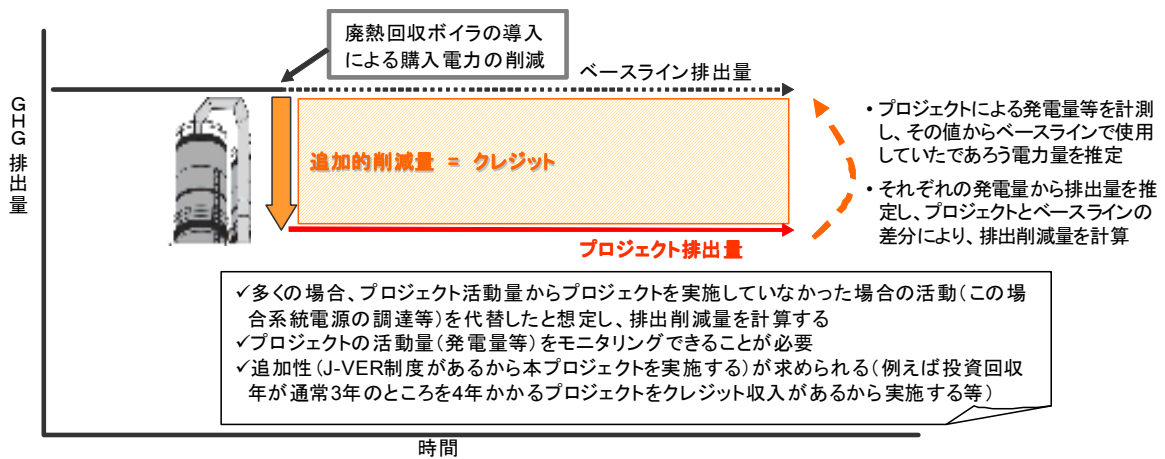 廃熱回収ボイラの導入
による購入電力の削減
ベースライン排出量
GHG排出量
追加的削減量 = クレジット
プロジェクト排出量
• プロジェクトによる発電量等を計測
し、その値からベースラインで使用
していたであろう電力量を推定
• それぞれの発電量から排出量を推
定し、プロジェクトとベースラインの
差分により、排出削減量を計算
✓多くの場合、プロジェクト活動量からプロジェクトを実施していなかった場合の活動(この場
合系統電源の調達等)を代替したと想定し、排出削減量を計算する
✓プロジェクトの活動量(発電量等)をモニタリングできることが必要
✓追加性(J-VER制度があるから本プロジェクトを実施する)が求められる(例えば投資回収
年が通常3年のところを4年かかるプロジェクトをクレジット収入があるから実施する等)
時間